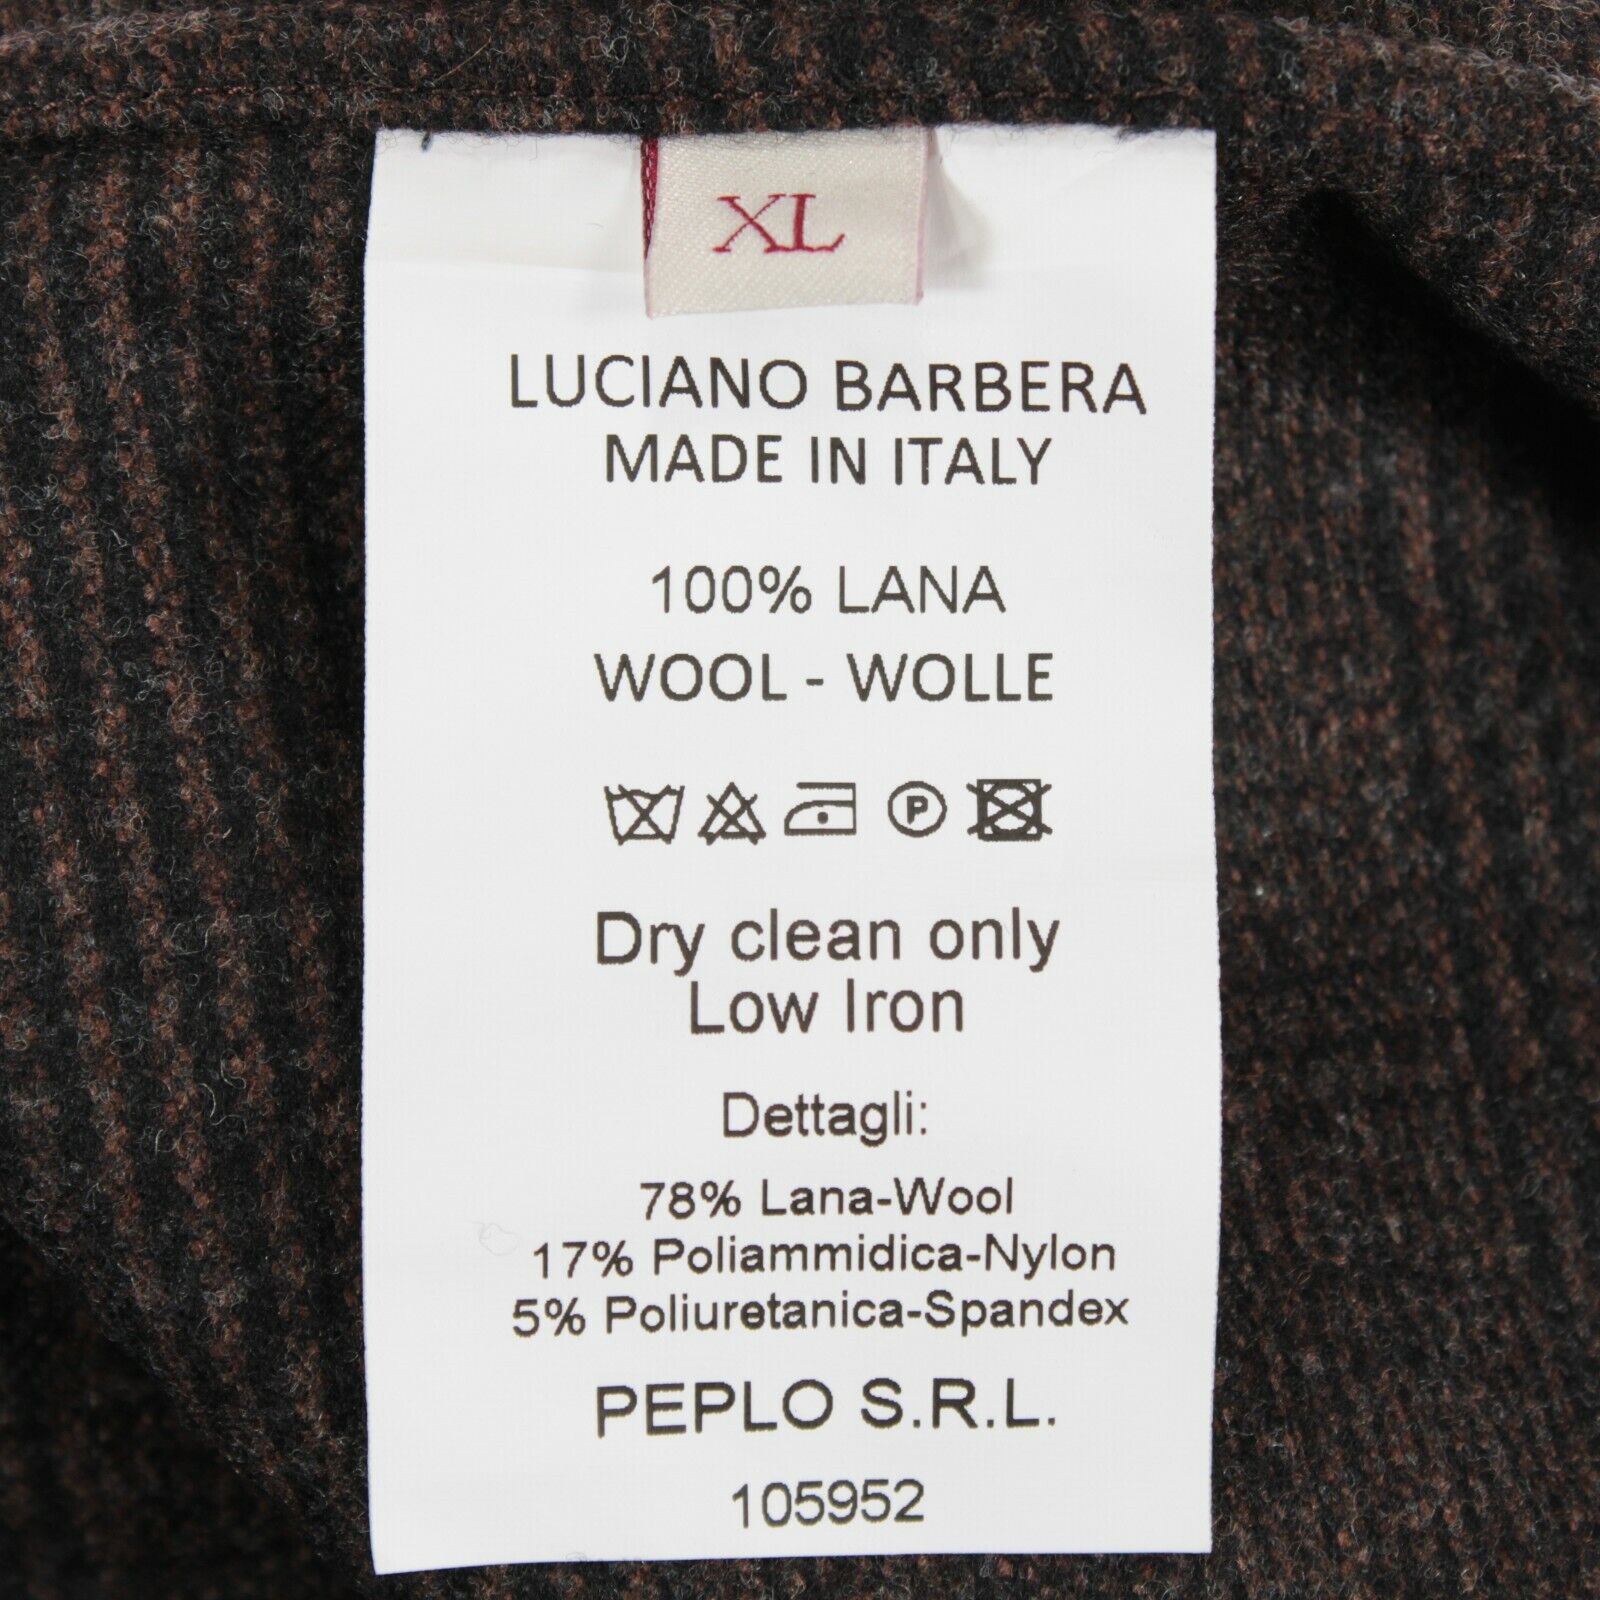 XL
LUCIANO BARBERA
MADE IN ITALY
100% LANA
WOOL - WOLLE
P
Dry clean only
Low Iron
Dettagli:
78% Lana-Wool
17% Poliammidica-Nylon
5% Poliuretanica-Spandex
PEPLO S.R.L.
105952